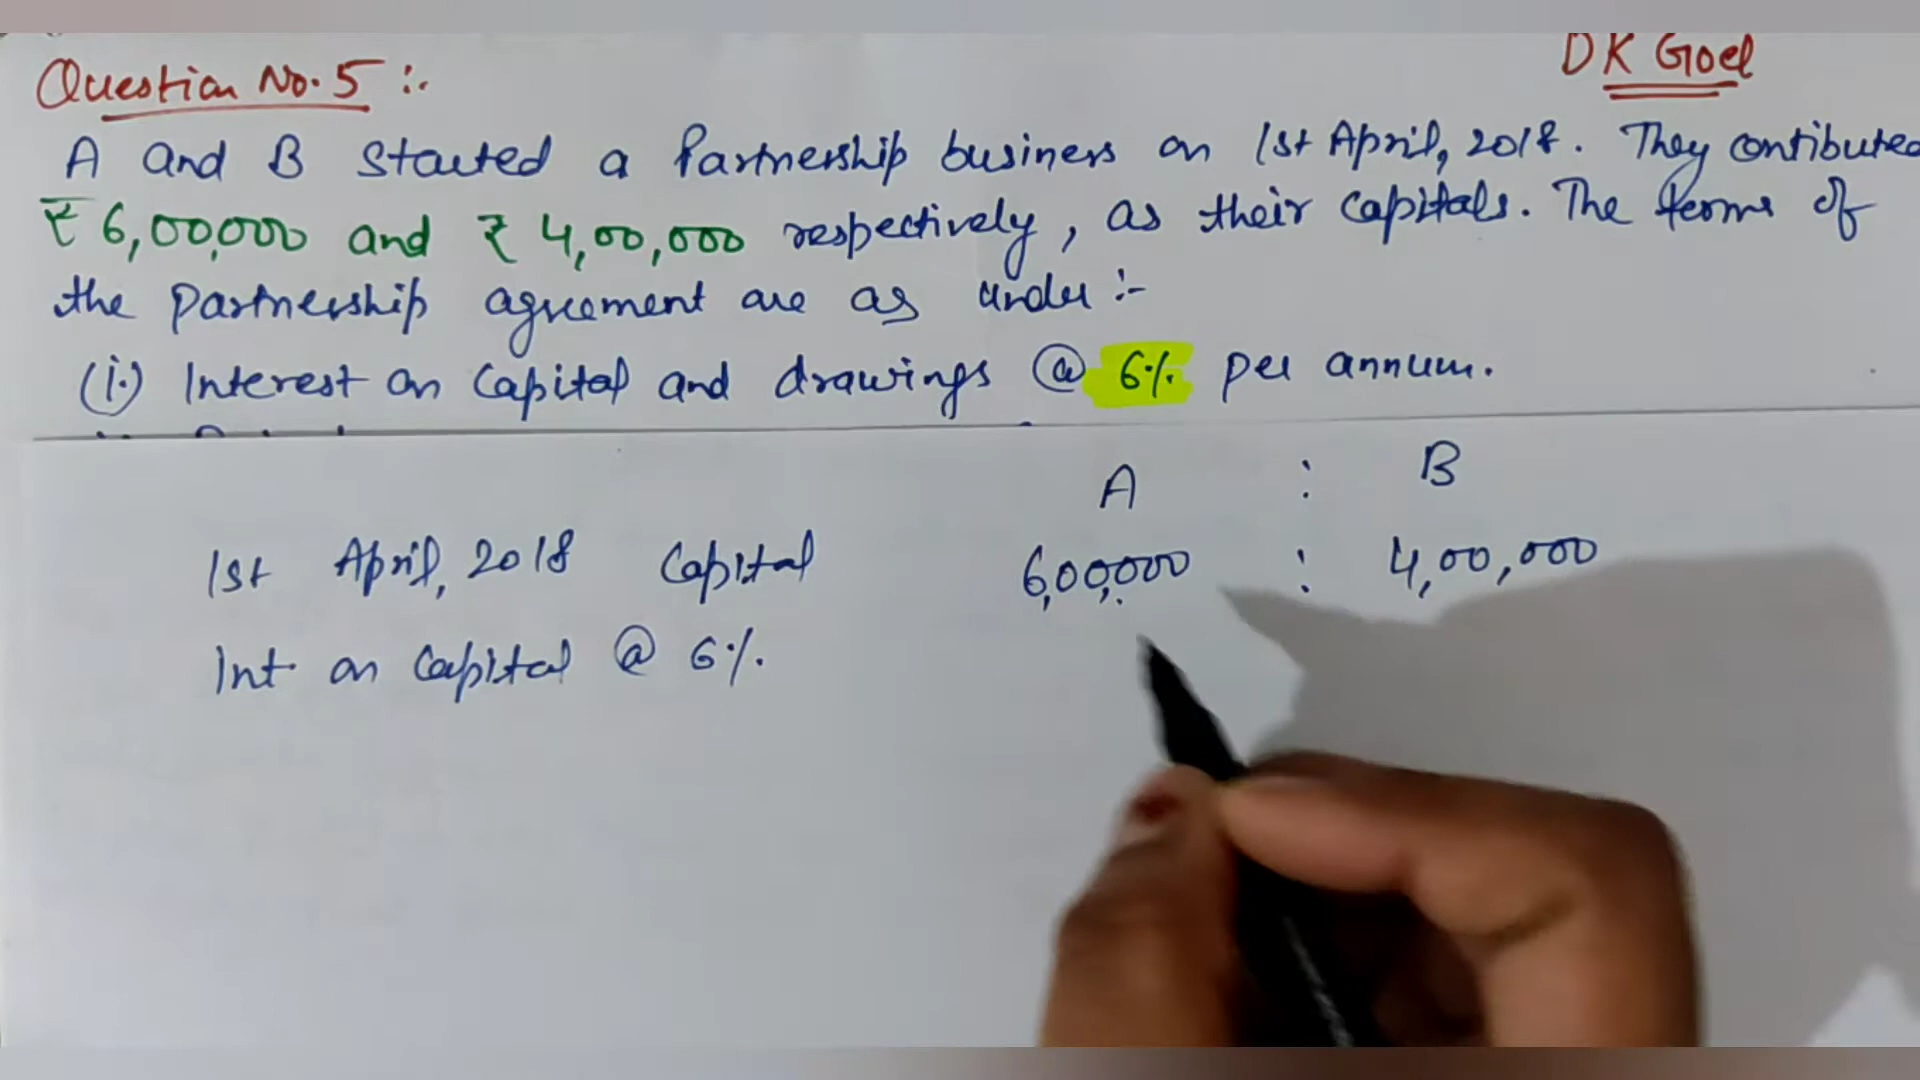 Question No. 5 :-
DK Goel
A and B started a Partnership business on 1st April, 2018. They contibuted
₹ 6,00,000 and ₹ 4,00,000 respectively, as their capitals. The terms of
the partnership agreement are as under :-
(i.) Interest on capital and drawings @ 6% per annum.
A : B
1st April, 2018 Capital 6,00,000 : 4,00,000
Int. on Capital @ 6%.